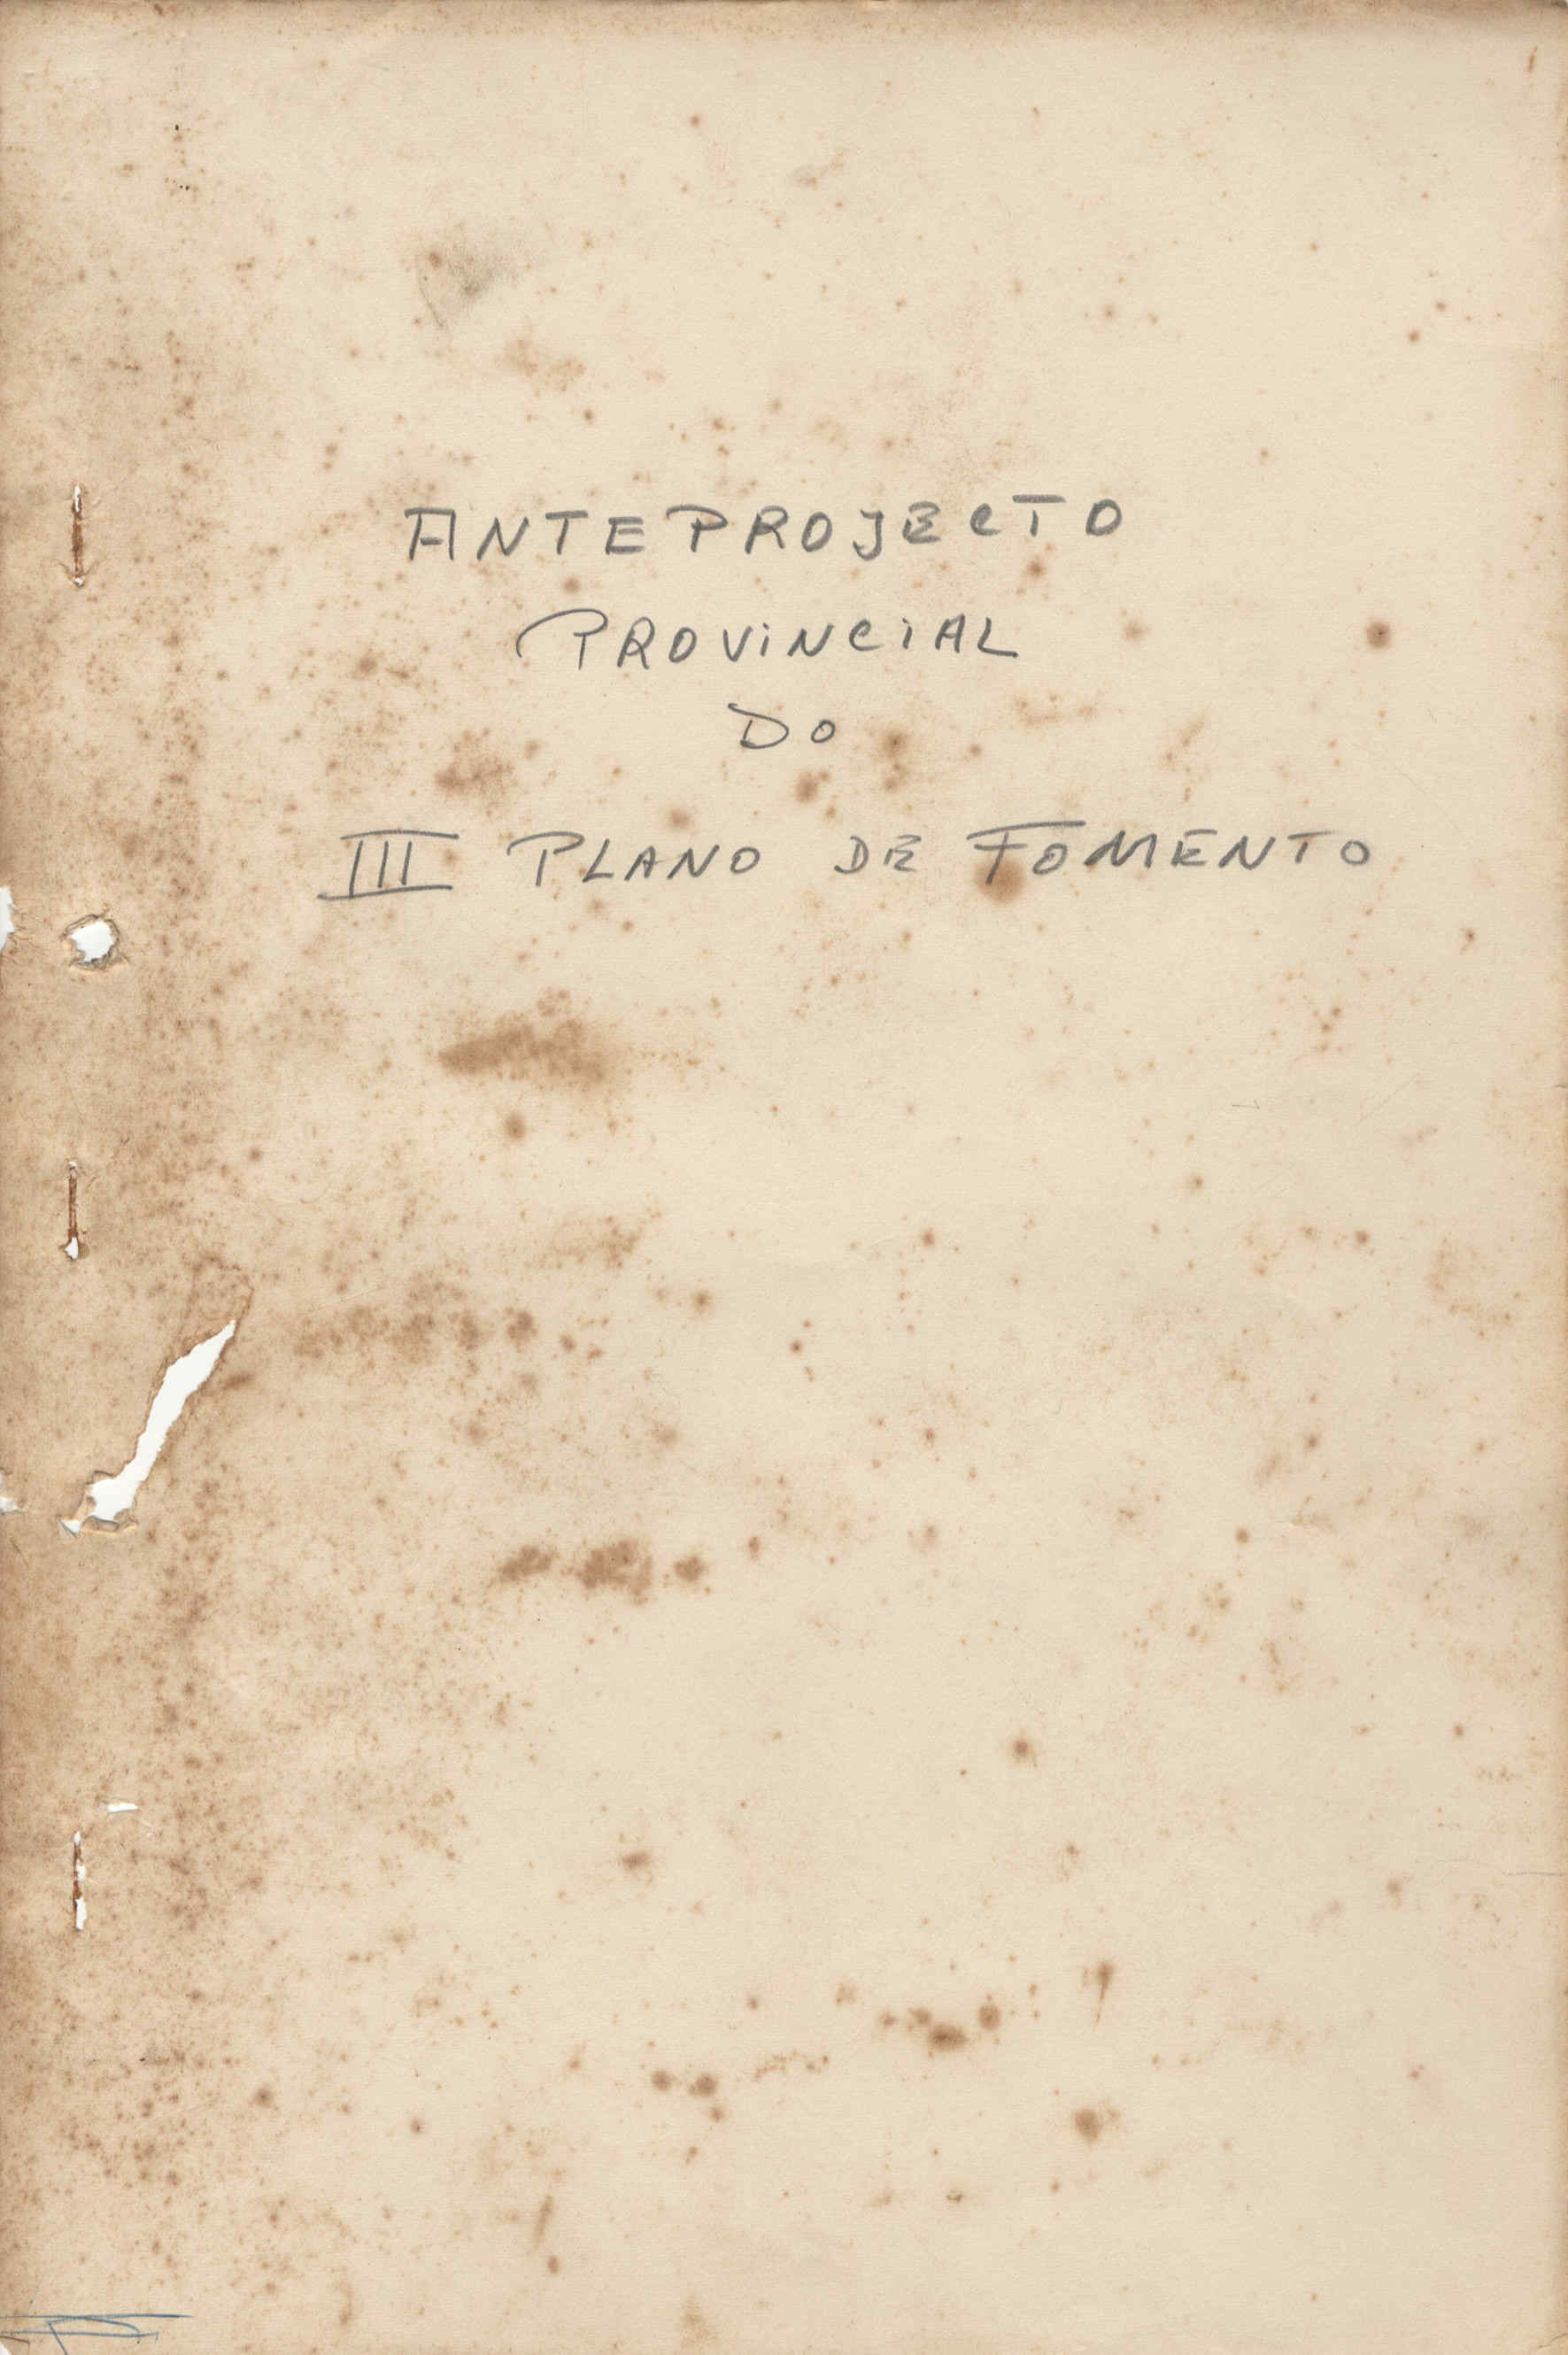 ANTEPROJECTO
PROVINCIAL
DO
III PLANO DE FOMENTO